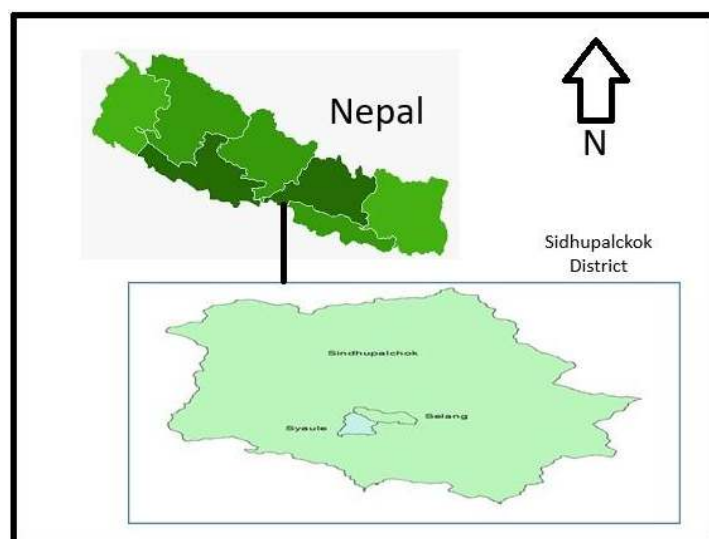 Nepal
N
Sidhupalckok
District
Sindhupalchok
Selang
Syaule